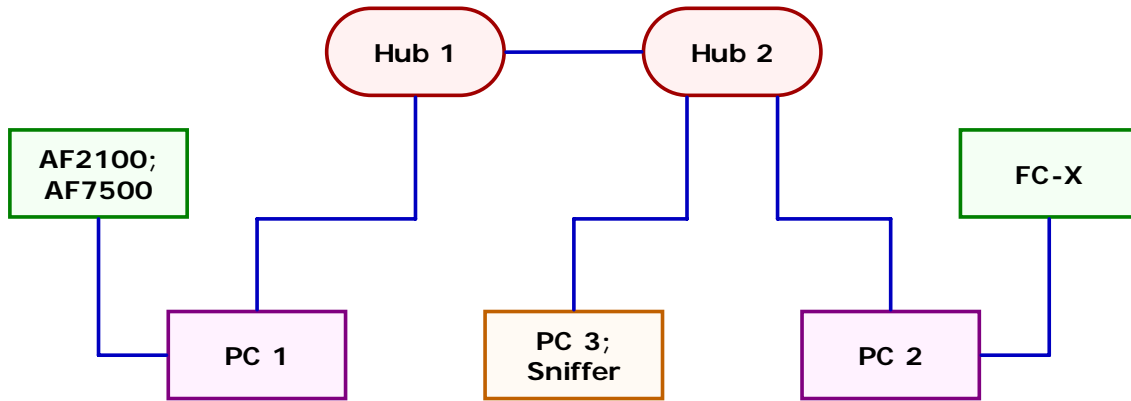 Hub 1
Hub 2
AF2100;
AF7500
FC-X
PC 1
PC 3;
Sniffer
PC 2